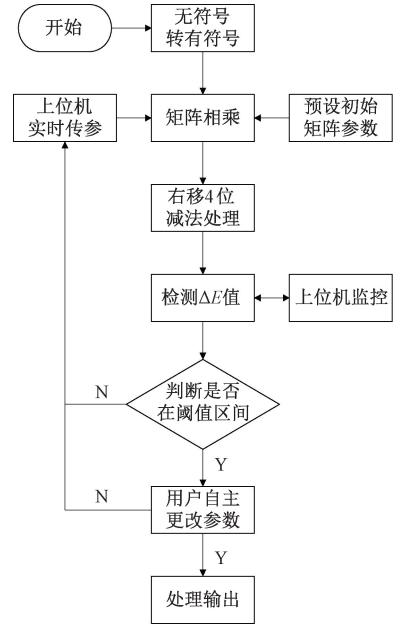 开始
无符号
转有符号
上位机
实时传参
矩阵相乘
预设初始
矩阵参数
右移4位
减法处理
检测ΔE值
上位机监控
判断是否
在阈值区间
N
Y
用户自主
更改参数
N
Y
处理输出